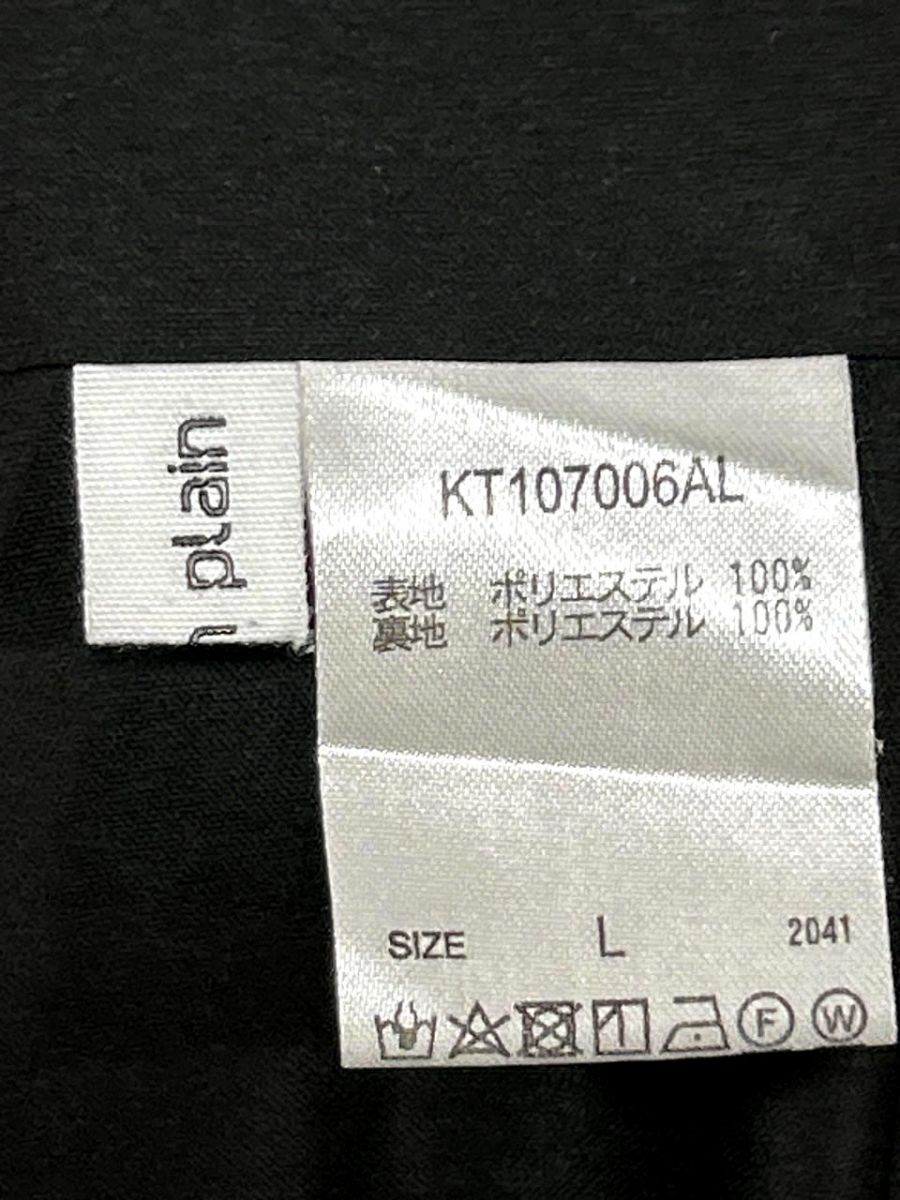 plain
KT107006AL
表地 ポリエステル 100%
裏地 ポリエステル 100%
SIZE L 2041
F W